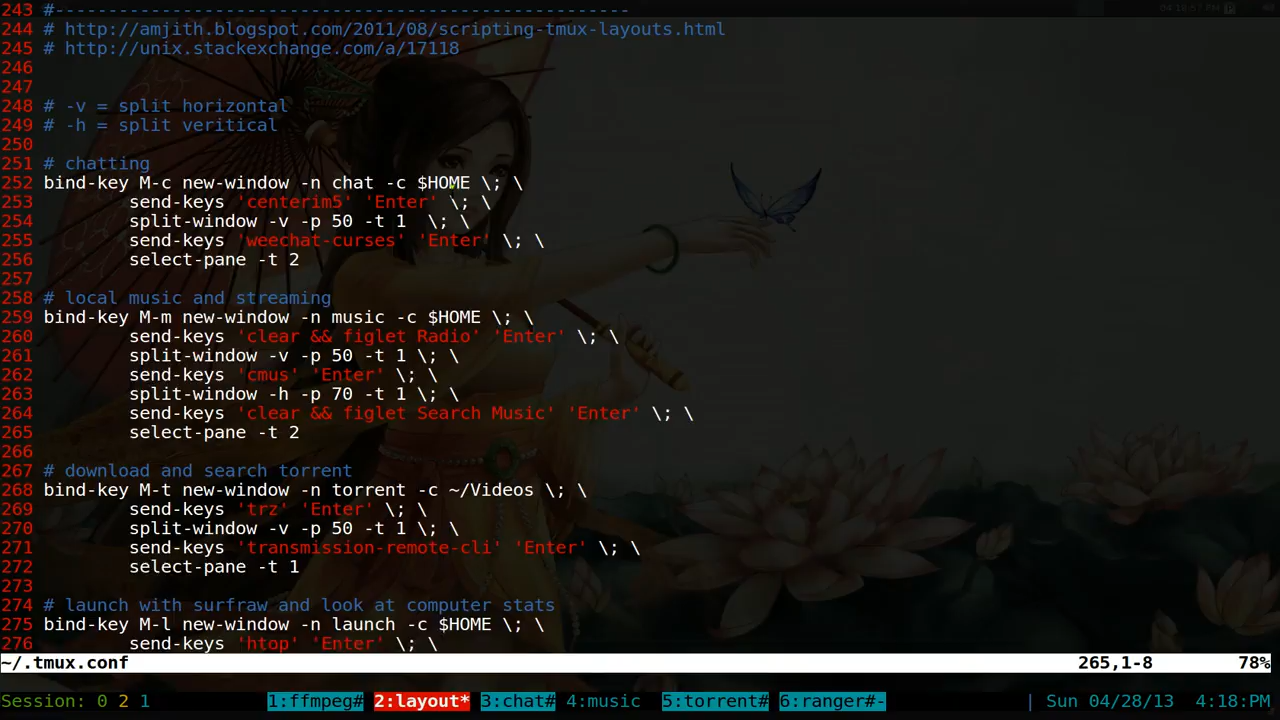 243 #------------------------------------------------------
244 # http://amjith.blogspot.com/2011/08/scripting-tmux-layouts.html
245 # http://unix.stackexchange.com/a/17118
246
247
248 # -v = split horizontal
249 # -h = split veritical
250
251 # chatting
252 bind-key M-c new-window -n chat -c $HOME \; \
253         send-keys 'centerim5' 'Enter' \; \
254         split-window -v -p 50 -t 1  \; \
255         send-keys 'weechat-curses' 'Enter' \; \
256         select-pane -t 2
257
258 # local music and streaming
259 bind-key M-m new-window -n music -c $HOME \; \
260         send-keys 'clear && figlet Radio' 'Enter' \; \
261         split-window -v -p 50 -t 1 \; \
262         send-keys 'cmus' 'Enter' \; \
263         split-window -h -p 70 -t 1 \; \
264         send-keys 'clear && figlet Search Music' 'Enter' \; \
265         select-pane -t 2
266
267 # download and search torrent
268 bind-key M-t new-window -n torrent -c ~/Videos \; \
269         send-keys 'trz' 'Enter' \; \
270         split-window -v -p 50 -t 1 \; \
271         send-keys 'transmission-remote-cli' 'Enter' \; \
272         select-pane -t 1
273
274 # launch with surfraw and look at computer stats
275 bind-key M-l new-window -n launch -c $HOME \; \
276         send-keys 'htop' 'Enter' \; \
~/.tmux.conf 265,1-8 78%
Session: 0 2 1 1:ffmpeg# 2:layout* 3:chat# 4:music 5:torrent# 6:ranger#- | Sun 04/28/13 4:18:PM